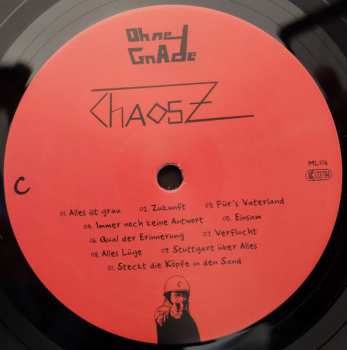 Ohne
GnAde
ChAOSZ
C
ML
01. Alles ist grau 02. Zukunft 03. Für's Vaterland
04. Immer noch keine Antwort 05. Einsam
06. Qual der Erinnerung 07. Verflucht
08. Alles Lüge 09. Stuttgart über Alles
10. Steckt die Köpfe in den Sand